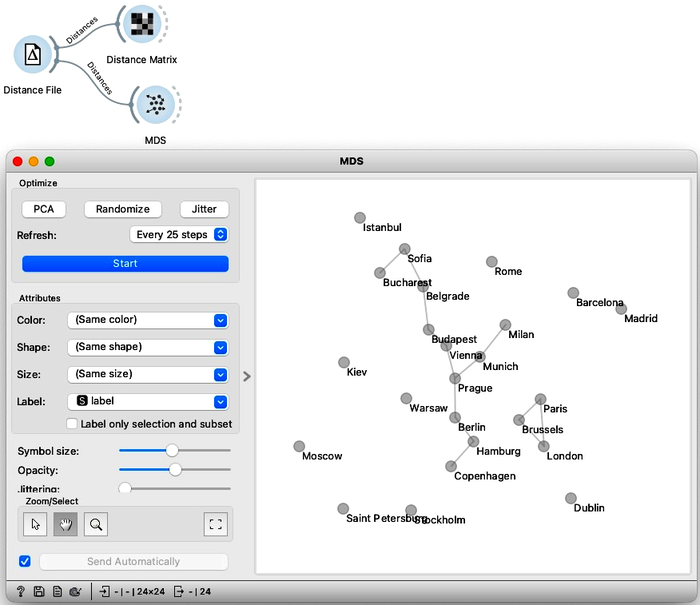 Distances
Distance Matrix
Distance File
Distances
MDS
MDS
Optimize
PCA
Randomize
Jitter
Refresh:
Every 25 steps
Start
Attributes
Color:
(Same color)
Shape:
(Same shape)
Size:
(Same size)
Label:
S label
Label only selection and subset
Symbol size:
Opacity:
Jittering:
Zoom/Select
Send Automatically
- | - | 24×24
- | 24
Istanbul
Sofia
Rome
Bucharest
Belgrade
Barcelona
Madrid
Budapest
Milan
Vienna
Munich
Kiev
Prague
Warsaw
Paris
Berlin
Brussels
Hamburg
London
Moscow
Copenhagen
Dublin
Saint Petersburg
Stockholm